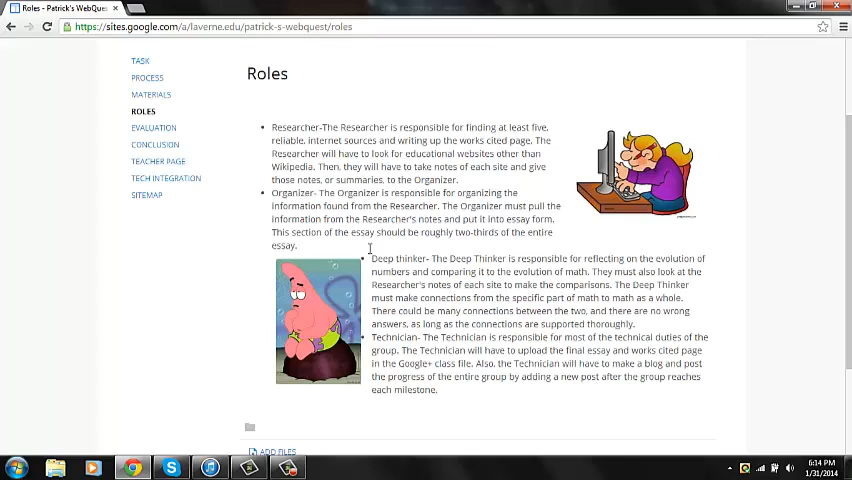 Roles - Patrick's WebQues
https://sites.google.com/a/laverne.edu/patrick-s-webquest/roles
TASK
PROCESS
MATERIALS
ROLES
EVALUATION
CONCLUSION
TEACHER PAGE
TECH INTEGRATION
SITEMAP
Roles
Researcher-The Researcher is responsible for finding at least five,
reliable, internet sources and writing up the works cited page. The
Researcher will have to look for educational websites other than
Wikipedia. Then, they will have to take notes of each site and give
those notes, or summaries, to the Organizer.
Organizer- The Organizer is responsible for organizing the
information found from the Researcher. The Organizer must pull the
information from the Researcher's notes and put it into essay form.
This section of the essay should be roughly two-thirds of the entire
essay.
Deep thinker- The Deep Thinker is responsible for reflecting on the evolution of
numbers and comparing it to the evolution of math. They must also look at the
Researcher's notes of each site to make the comparisons. The Deep Thinker
must make connections from the specific part of math to math as a whole.
There could be many connections between the two, and there are no wrong
answers, as long as the connections are supported thoroughly.
Technician- The Technician is responsible for most of the technical duties of the
group. The Technician will have to upload the final essay and works cited page
in the Google+ class file. Also, the Technician will have to make a blog and post
the progress of the entire group by adding a new post after the group reaches
each milestone.
ADD FILES
6:14 PM
1/31/2014